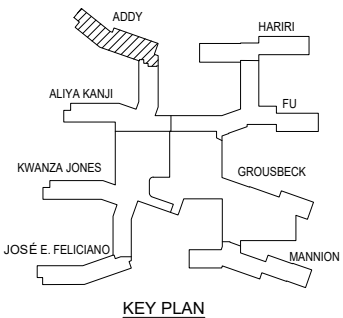 ADDY
HARIRI
ALIYA KANJI
FU
KWANZA JONES
GROUSBECK
JOSÉ E. FELICIANO
MANNION
KEY PLAN